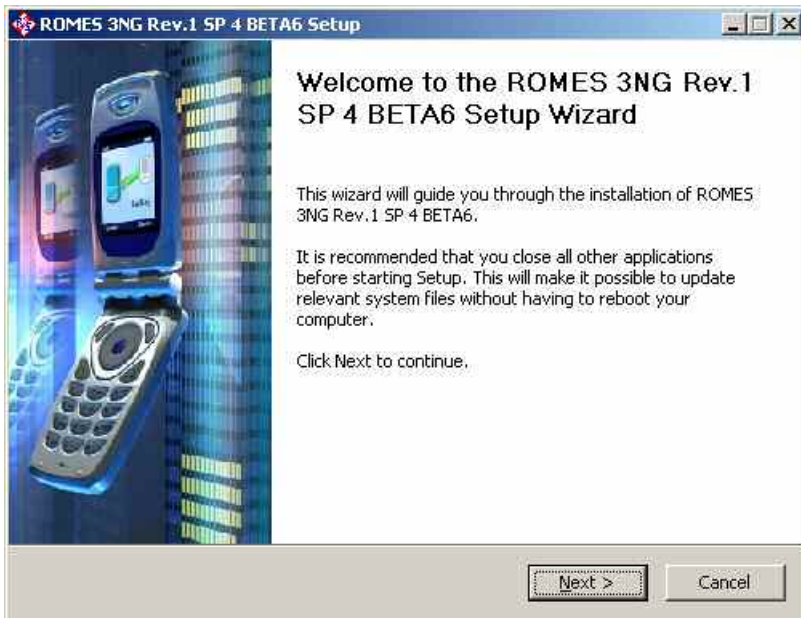 ROMES 3NG Rev.1 SP 4 BETA6 Setup
Welcome to the ROMES 3NG Rev.1
SP 4 BETA6 Setup Wizard
This wizard will guide you through the installation of ROMES
3NG Rev.1 SP 4 BETA6.
It is recommended that you close all other applications
before starting Setup. This will make it possible to update
relevant system files without having to reboot your
computer.
Click Next to continue.
Next >
Cancel